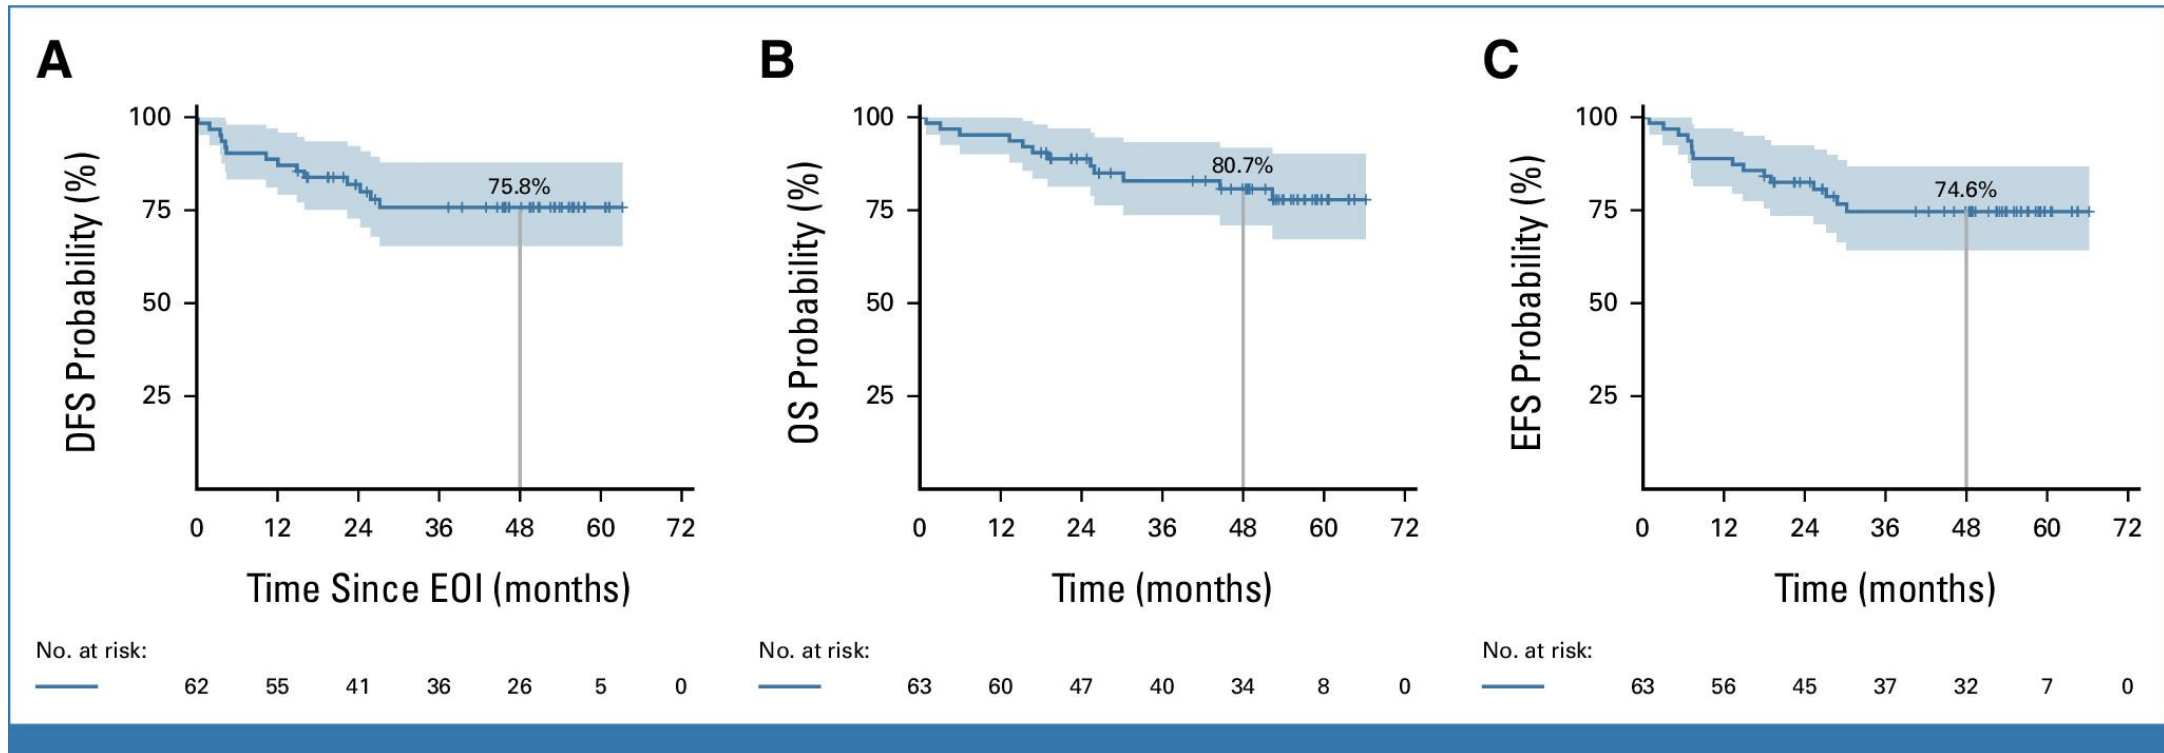 A
DFS Probability (%)
100
75
50
25
75.8%
0 12 24 36 48 60 72
Time Since EOI (months)
No. at risk:
62 55 41 36 26 5 0
B
OS Probability (%)
100
75
50
25
80.7%
0 12 24 36 48 60 72
Time (months)
No. at risk:
63 60 47 40 34 8 0
C
EFS Probability (%)
100
75
50
25
74.6%
0 12 24 36 48 60 72
Time (months)
No. at risk:
63 56 45 37 32 7 0